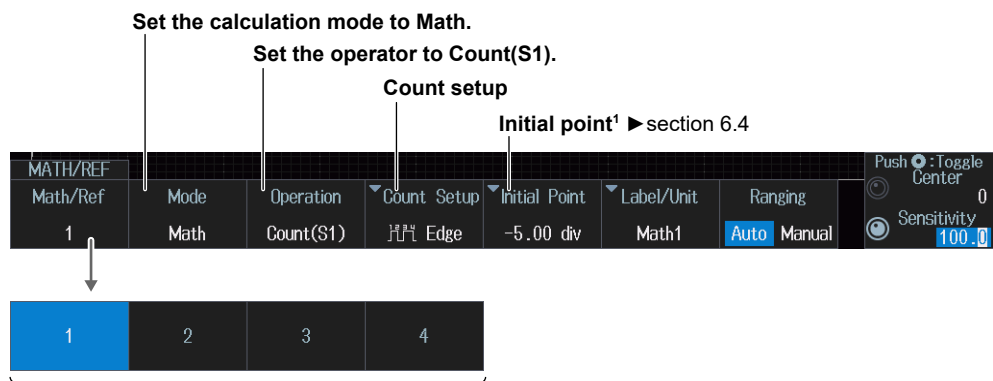 Set the calculation mode to Math.
Set the operator to Count(S1).
Count setup
Initial point¹ ►section 6.4
MATH/REF
Push :Toggle
Math/Ref Mode Operation Count Setup Initial Point Label/Unit Ranging Center
0
1 Math Count(S1) Edge -5.00 div Math1 Auto Manual Sensitivity
100.0
1 2 3 4